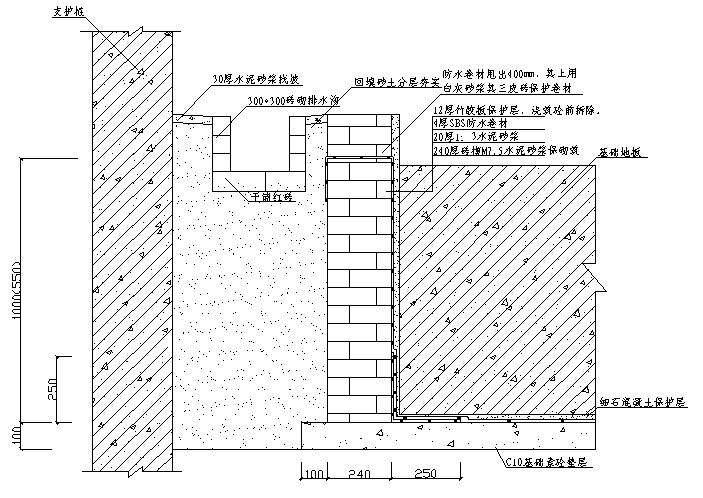 支护桩
30厚水泥砂浆找坡
300*300砖砌排水沟
回填砂土分层夯实
防水卷材甩出400mm，其上用
白灰砂浆其三皮砖保护卷材
12厚竹胶板保护层，浇筑砼前拆除。
4厚SBS防水卷材
20厚1：3水泥砂浆
240厚砖墙M7.5水泥砂浆保砌筑
基础地板
干铺红砖
1000(550)
250
100
细石混凝土保护层
C10基础素砼垫层
100
240
250